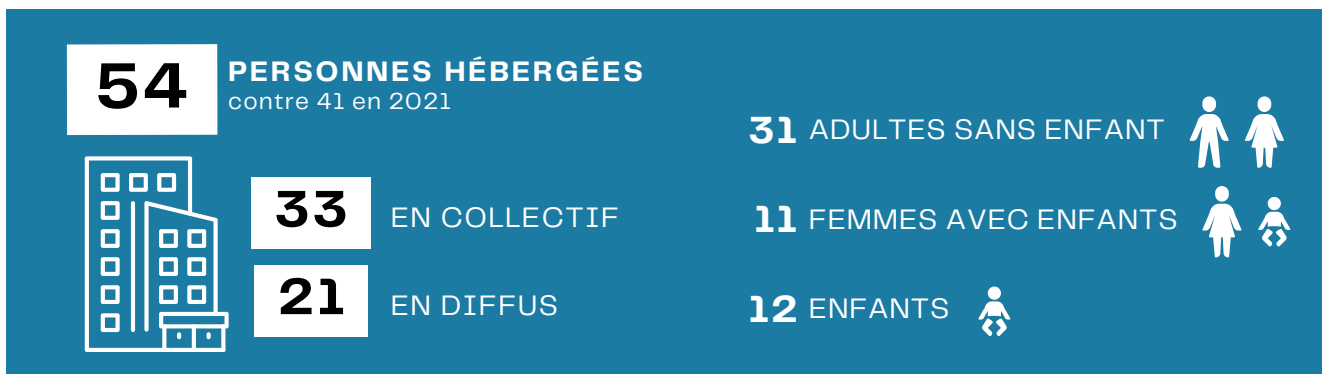 54
PERSONNES HÉBERGÉES
contre 41 en 2021
33 EN COLLECTIF
21 EN DIFFUS
31 ADULTES SANS ENFANT
11 FEMMES AVEC ENFANTS
12 ENFANTS